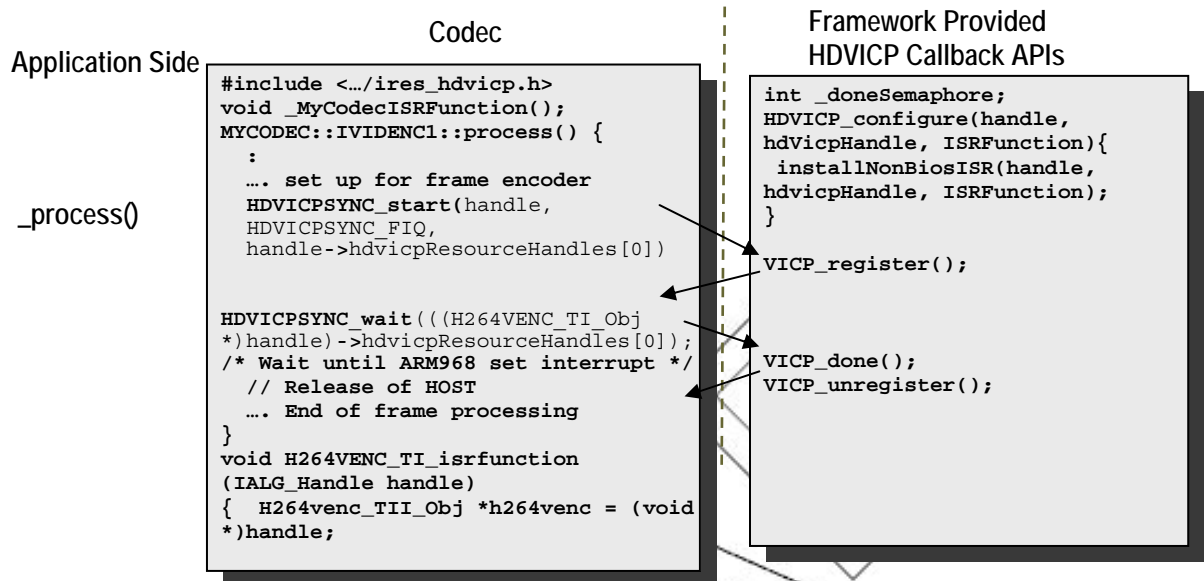 Codec
Framework Provided
HDVICP Callback APIs
Application Side
_process()
#include <…/ires_hdvicp.h>
void _MyCodecISRFunction();
MYCODEC::IVIDENC1::process() {
:
…. set up for frame encoder
HDVICPSYNC_start(handle,
HDVICPSYNC_FIQ,
handle->hdvicpResourceHandles[0])
HDVICPSYNC_wait(((H264VENC_TI_Obj
*)handle)->hdvicpResourceHandles[0]);
/* Wait until ARM968 set interrupt */
// Release of HOST
…. End of frame processing
}
void H264VENC_TI_isrfunction
(IALG_Handle handle)
{ H264venc_TII_Obj *h264venc = (void
*)handle;
int _doneSemaphore;
HDVICP_configure(handle,
hdVicpHandle, ISRFunction){
installNonBiosISR(handle,
hdvicpHandle, ISRFunction);
}
VICP_register();
VICP_done();
VICP_unregister();